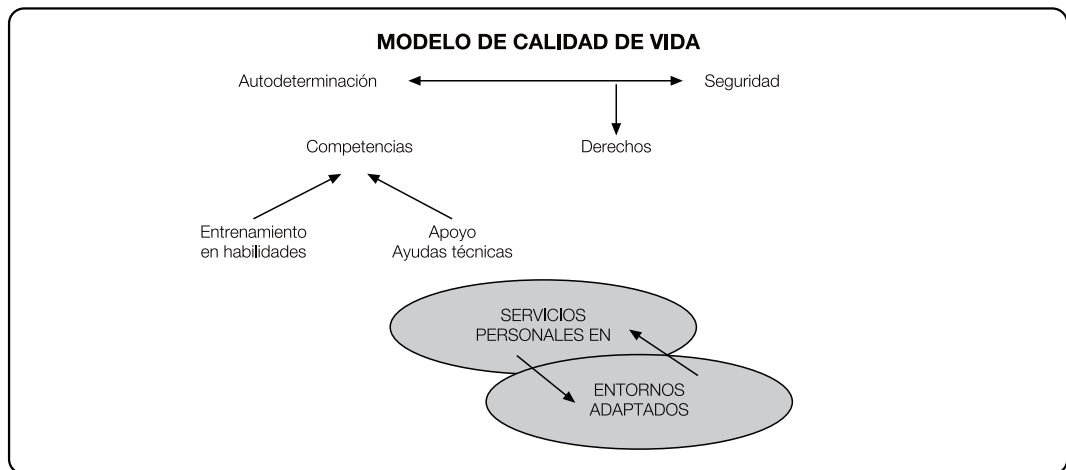 MODELO DE CALIDAD DE VIDA
Autodeterminación
Seguridad
Competencias
Derechos
Entrenamiento
en habilidades
Apoyo
Ayudas técnicas
SERVICIOS
PERSONALES EN
ENTORNOS
ADAPTADOS